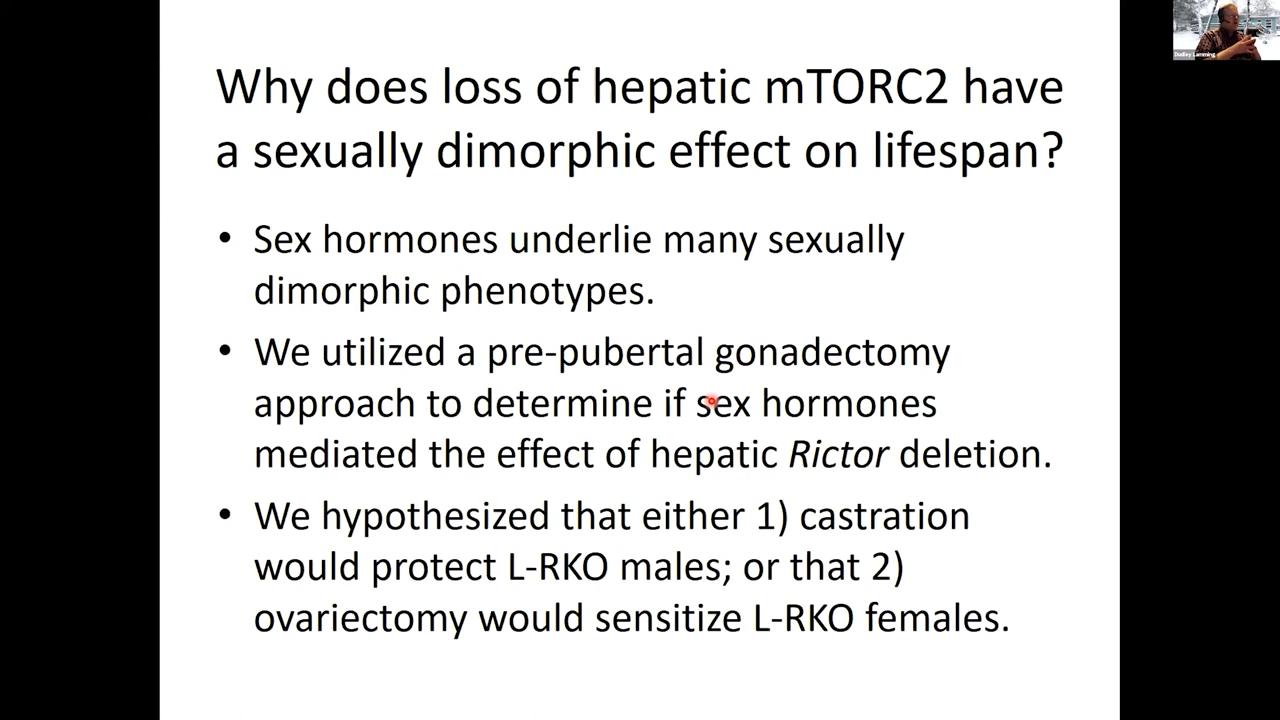 Dudley Lamming
Why does loss of hepatic mTORC2 have
a sexually dimorphic effect on lifespan?
• Sex hormones underlie many sexually
dimorphic phenotypes.
• We utilized a pre-pubertal gonadectomy
approach to determine if sex hormones
mediated the effect of hepatic Rictor deletion.
• We hypothesized that either 1) castration
would protect L-RKO males; or that 2)
ovariectomy would sensitize L-RKO females.